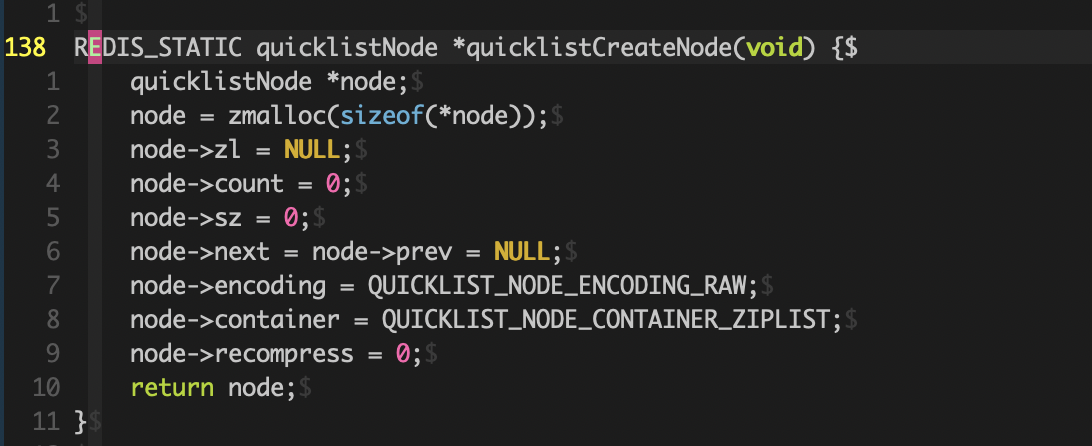 1 $
138 REDIS_STATIC quicklistNode *quicklistCreateNode(void) {$
1 quicklistNode *node;$
2 node = zmalloc(sizeof(*node));$
3 node->zl = NULL;$
4 node->count = 0;$
5 node->sz = 0;$
6 node->next = node->prev = NULL;$
7 node->encoding = QUICKLIST_NODE_ENCODING_RAW;$
8 node->container = QUICKLIST_NODE_CONTAINER_ZIPLIST;$
9 node->recompress = 0;$
10 return node;$
11 }$